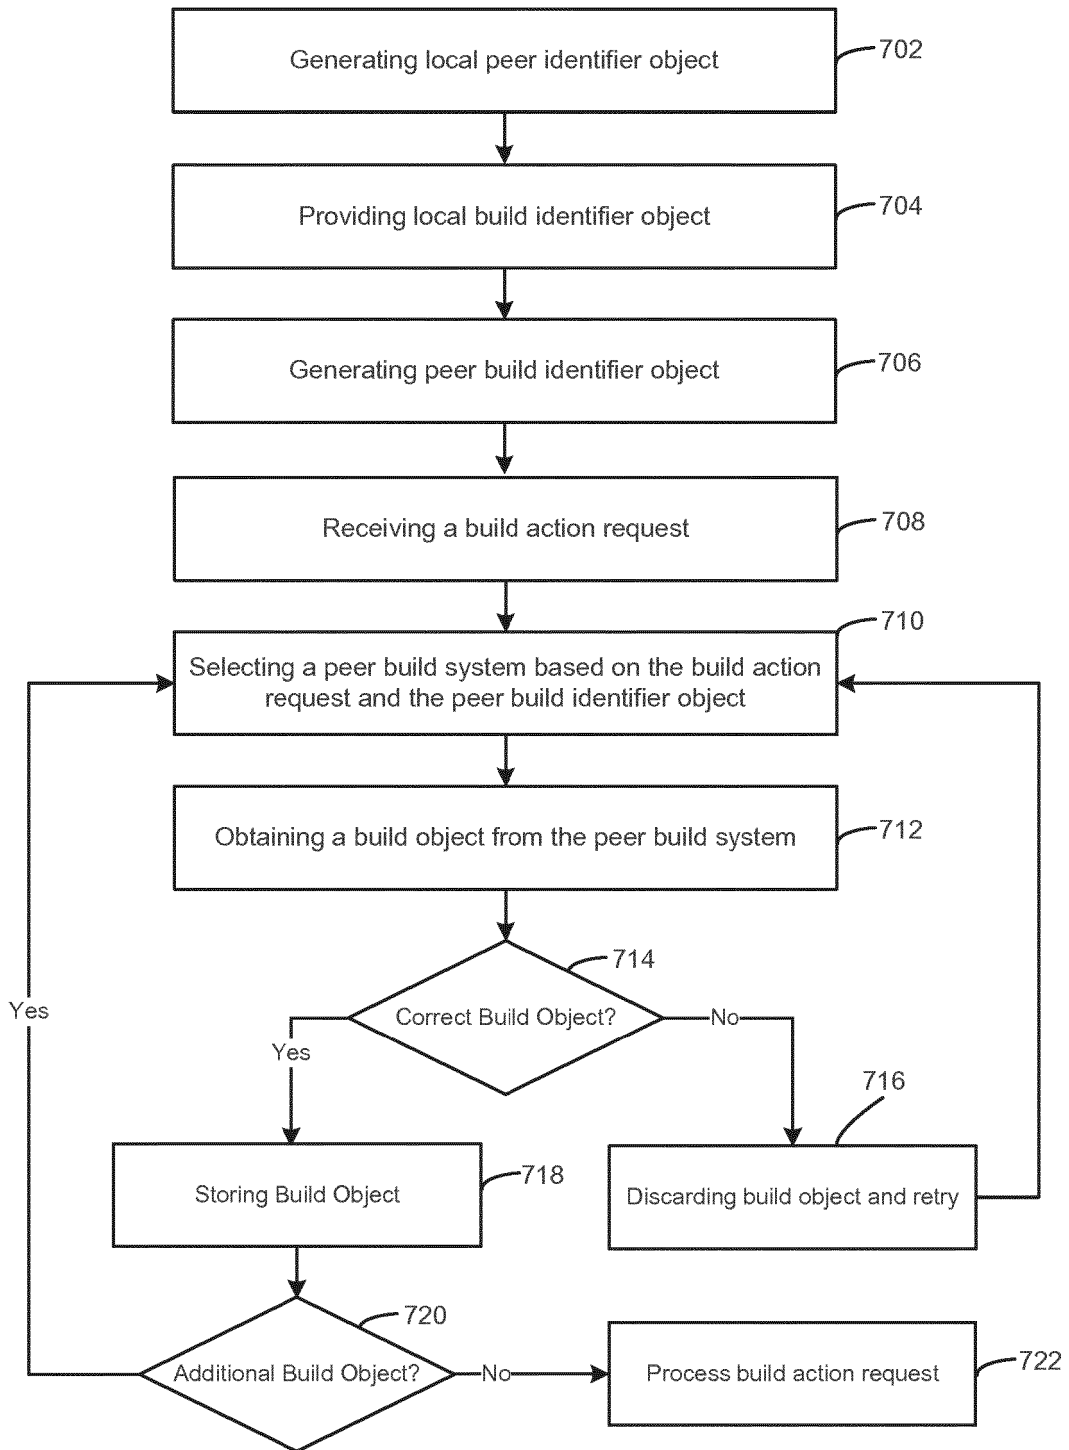 Generating local peer identifier object
702
Providing local build identifier object
704
Generating peer build identifier object
706
Receiving a build action request
708
710
Selecting a peer build system based on the build action
request and the peer build identifier object
Obtaining a build object from the peer build system
712
714
Correct Build Object?
No
Yes
Yes
716
Storing Build Object
718
Discarding build object and retry
720
Additional Build Object?
No
Process build action request
722